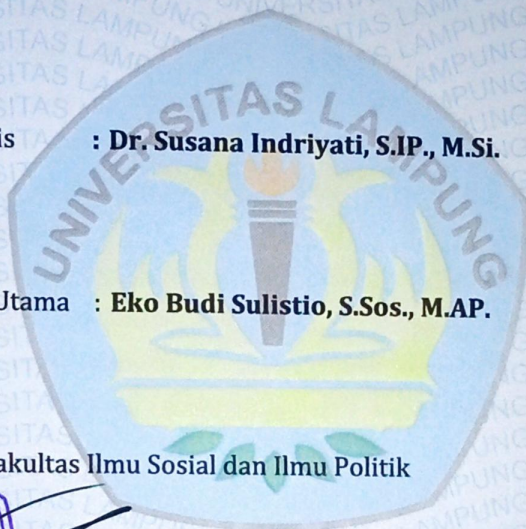 UNIVERSITAS LAMPUNG
is : Dr. Susana Indriyati, S.IP., M.Si.
Utama : Eko Budi Sulistio, S.Sos., M.AP.
akultas Ilmu Sosial dan Ilmu Politik